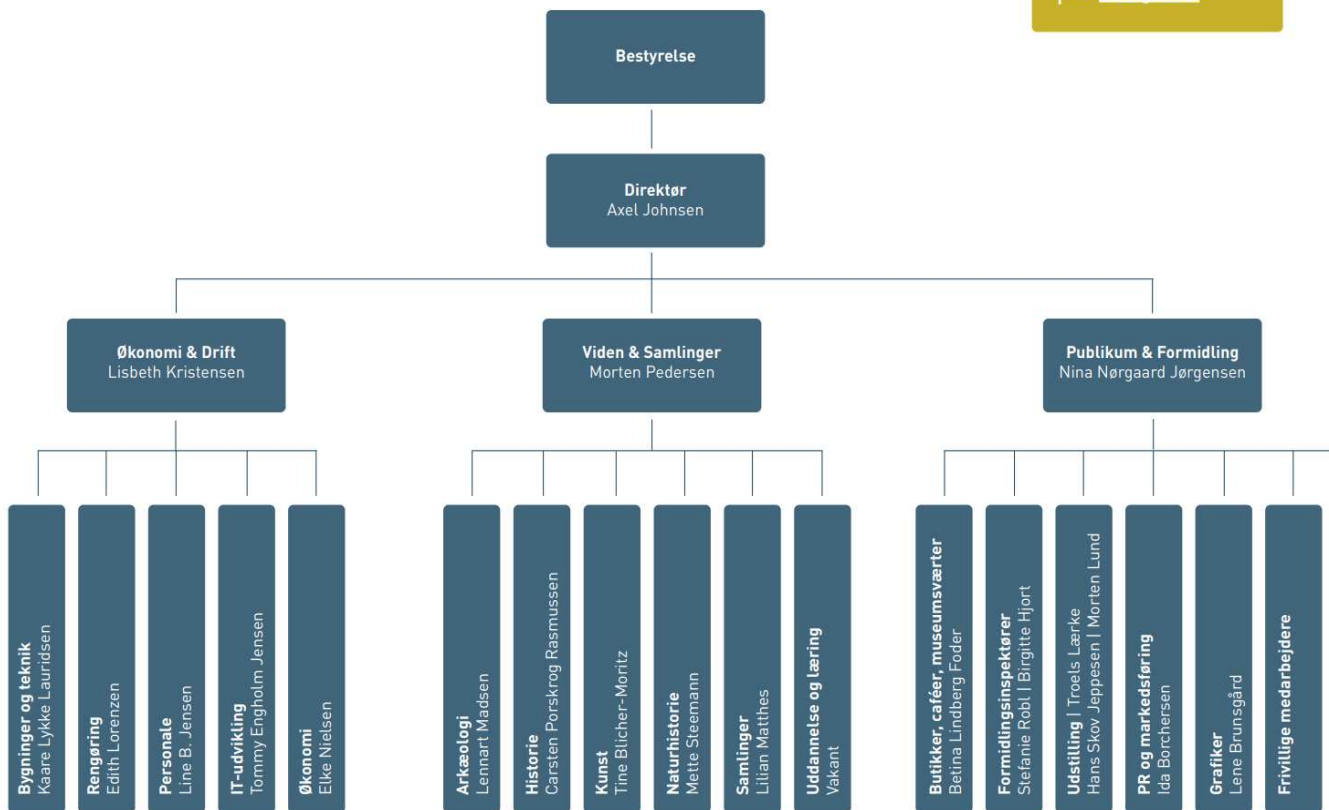 Bestyrelse
Direktør
Axel Johnsen
Økonomi & Drift
Lisbeth Kristensen
Viden & Samlinger
Morten Pedersen
Publikum & Formidling
Nina Nørgaard Jørgensen
Bygninger og teknik
Kaare Lykke Lauridsen
Rengøring
Edith Lorenzen
Personale
Line B. Jensen
IT-udvikling
Tommy Engholm Jensen
Økonomi
Elke Nielsen
Arkæologi
Lennart Madsen
Historie
Carsten Porskrog Rasmussen
Kunst
Tine Blicher-Moritz
Naturhistorie
Mette Steemann
Samlinger
Lilian Matthes
Uddannelse og læring
Vakant
Butikker, caféer, museumsværter
Betina Lindberg Foder
Formidlingsinspektører
Stefanie Robl | Birgitte Hjort
Udstilling | Troels Lærke
Hans Skov Jeppesen | Morten Lund
PR og markedsføring
Ida Borchersen
Grafiker
Lene Brunsgård
Frivillige medarbejdere